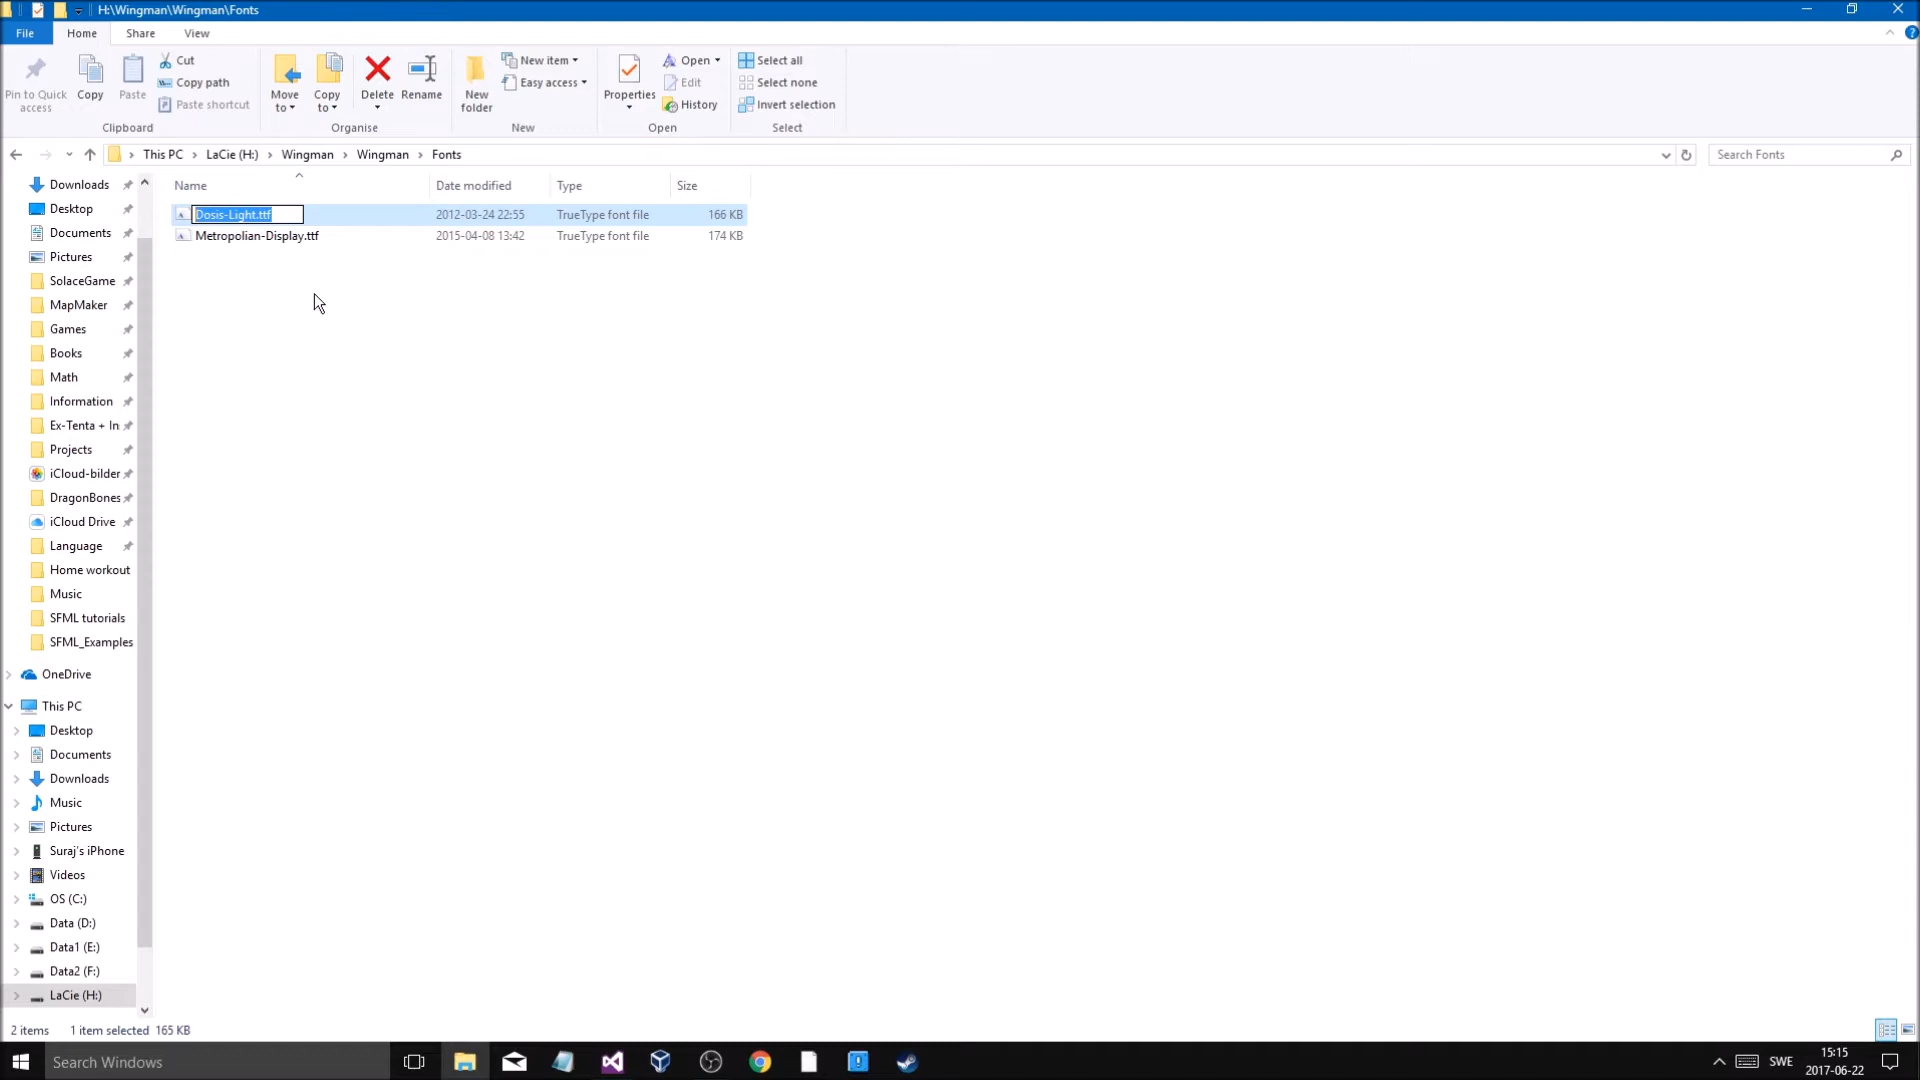 H:\Wingman\Wingman\Fonts
File Home Share View
Pin to Quick access
Copy
Paste
Cut
Copy path
Paste shortcut
Clipboard
Move to
Copy to
Delete
Rename
Organise
New folder
New item
Easy access
New
Properties
Open
Edit
History
Open
Select all
Select none
Invert selection
Select
This PC > LaCie (H:) > Wingman > Wingman > Fonts
Search Fonts
Name Date modified Type Size
Dosis-Light.ttf 2012-03-24 22:55 TrueType font file 166 KB
Metropolian-Display.ttf 2015-04-08 13:42 TrueType font file 174 KB
Downloads
Desktop
Documents
Pictures
SolaceGame
MapMaker
Games
Books
Math
Information
Ex-Tenta + In
Projects
iCloud-bilder
DragonBones
iCloud Drive
Language
Home workout
Music
SFML tutorials
SFML_Examples
OneDrive
This PC
Desktop
Documents
Downloads
Music
Pictures
Suraj's iPhone
Videos
OS (C:)
Data (D:)
Data1 (E:)
Data2 (F:)
LaCie (H:)
2 items 1 item selected 165 KB
Search Windows
SWE
15:15
2017-06-22